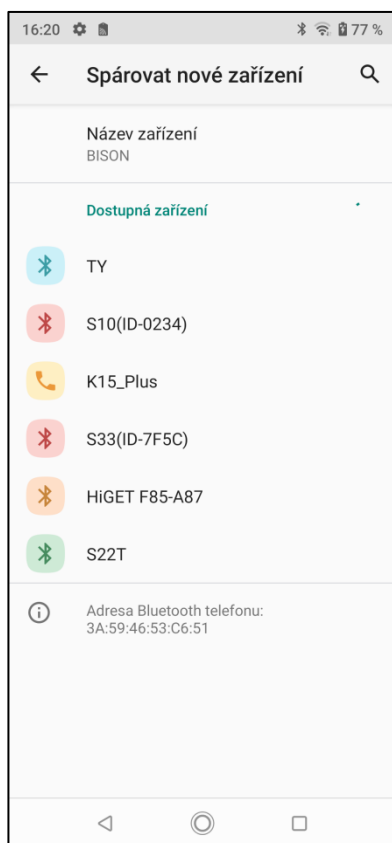 16:20 77 %
Spárovat nové zařízení
Název zařízení
BISON
Dostupná zařízení
TY
S10(ID-0234)
K15_Plus
S33(ID-7F5C)
HiGET F85-A87
S22T
Adresa Bluetooth telefonu:
3A:59:46:53:C6:51